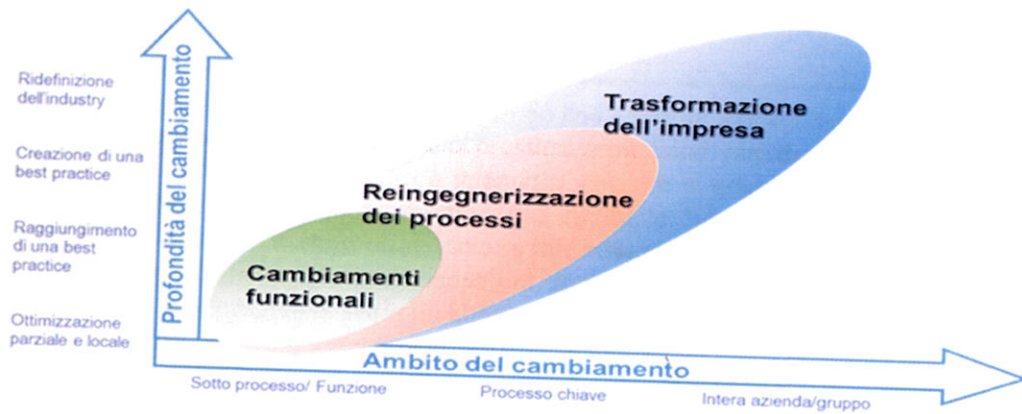 Ridefinizione
dell'industry
Creazione di una
best practice
Raggiungimento
di una best
practice
Ottimizzazione
parziale e locale
Profondità del cambiamento
Trasformazione
dell'impresa
Reingegnerizzazione
dei processi
Cambiamenti
funzionali
Ambito del cambiamento
Sotto processo/ Funzione
Processo chiave
Intera azienda/gruppo